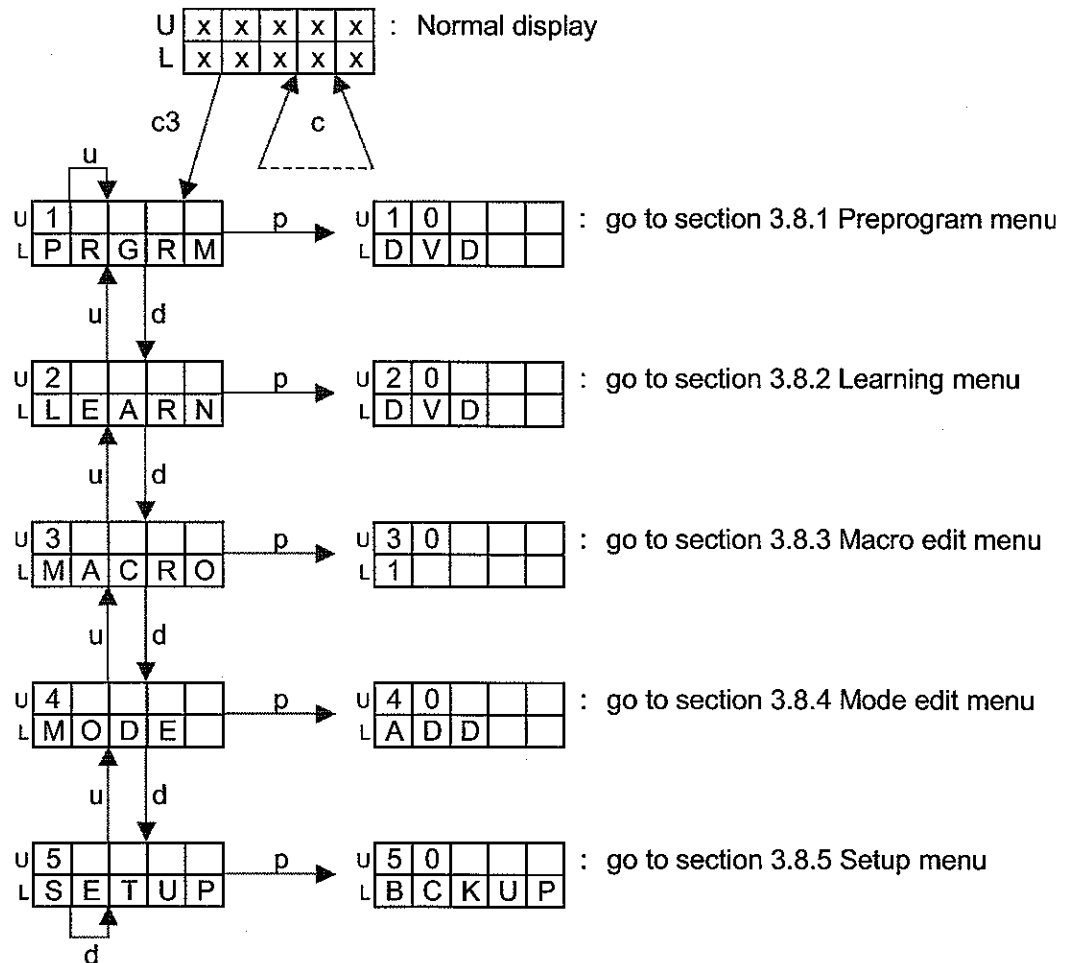 U x x x x x : Normal display
L x x x x x
c3 c
u
U 1 U 1 0 : go to section 3.8.1 Preprogram menu
L P R G R M p L D V D
u d
U 2 U 2 0 : go to section 3.8.2 Learning menu
L L E A R N p L D V D
u d
U 3 U 3 0 : go to section 3.8.3 Macro edit menu
L M A C R O p L 1
u d
U 4 U 4 0 : go to section 3.8.4 Mode edit menu
L M O D E p L A D D
u d
U 5 U 5 0 : go to section 3.8.5 Setup menu
L S E T U P p L B C K U P
d